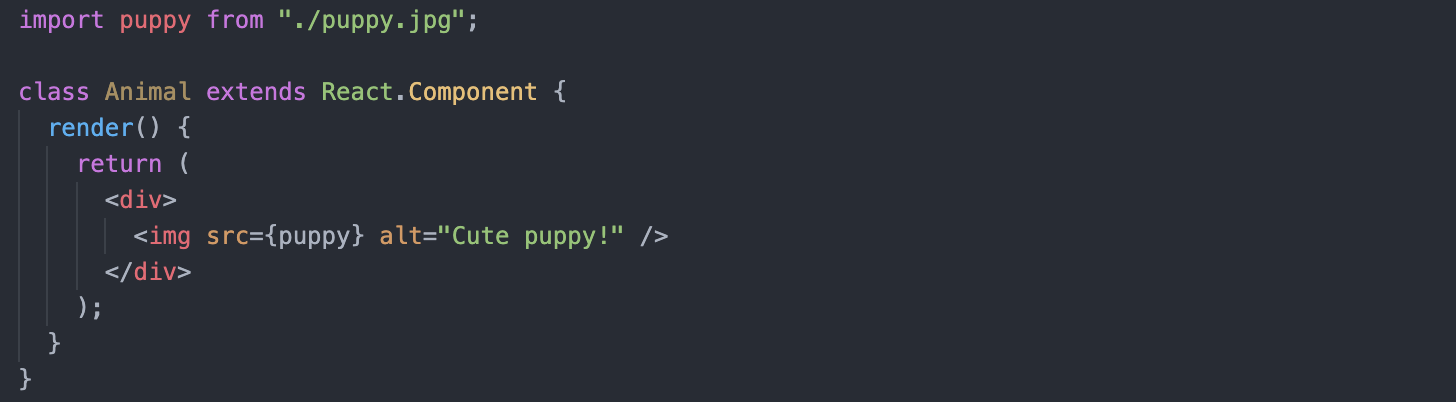 import puppy from "./puppy.jpg";
class Animal extends React.Component {
render() {
return (
<div>
<img src={puppy} alt="Cute puppy!" />
</div>
);
}
}